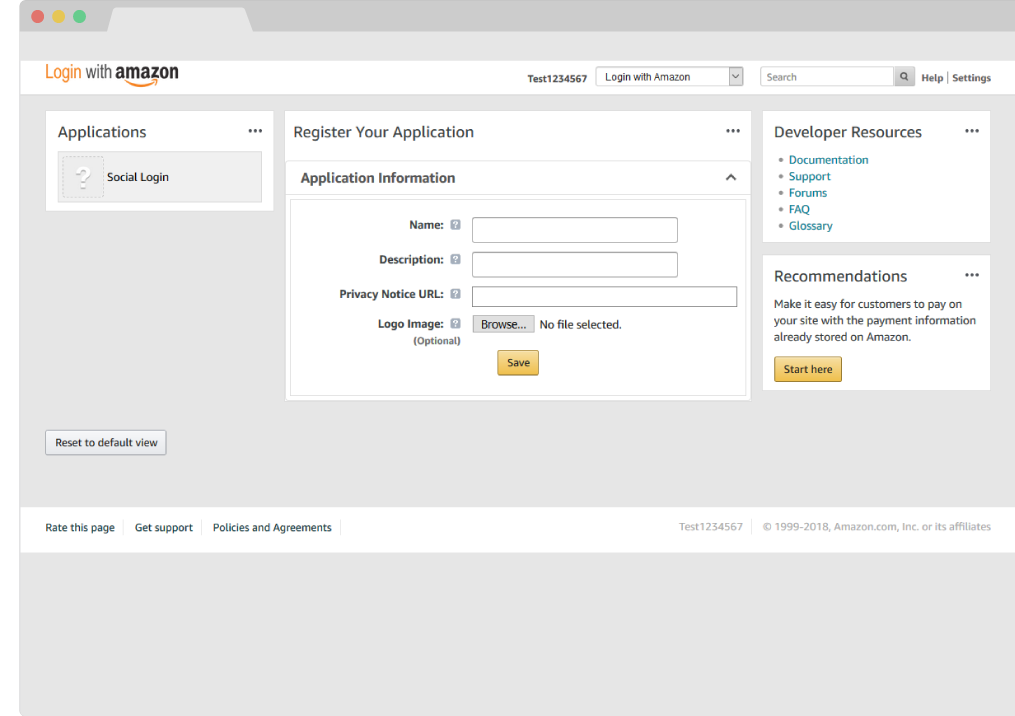 Login with amazon
Test1234567 Login with Amazon Search Help Settings
Applications
? Social Login
Register Your Application
Application Information
Name: ?
Description: ?
Privacy Notice URL: ?
Logo Image: ? Browse... No file selected.
(Optional)
Save
Developer Resources
Documentation
Support
Forums
FAQ
Glossary
Recommendations
Make it easy for customers to pay on
your site with the payment information
already stored on Amazon.
Start here
Reset to default view
Rate this page Get support Policies and Agreements Test1234567 © 1999-2018, Amazon.com, Inc. or its affiliates